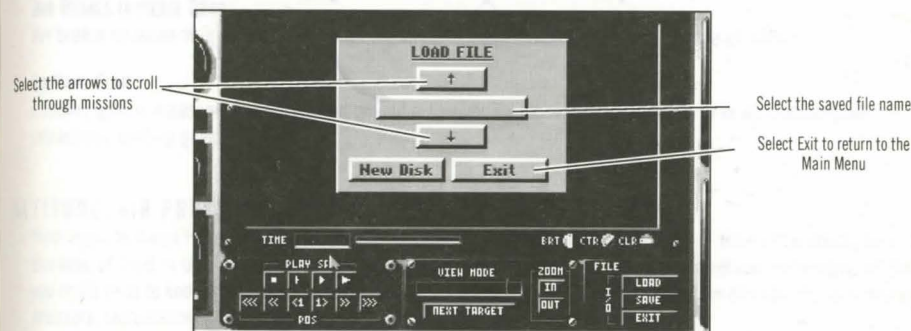 LOAD FILE
↑
Select the arrows to scroll
through missions
Select the saved file name
↓
Select Exit to return to the
Main Menu
New Disk
Exit
TIME
BRT CTR CLR
PLAY
VIEW MODE
ZOOM
FILE
IN
I/O
LOAD
<<< << <1 1> >> >>>
OUT
SAVE
NEXT TARGET
EXIT
POS